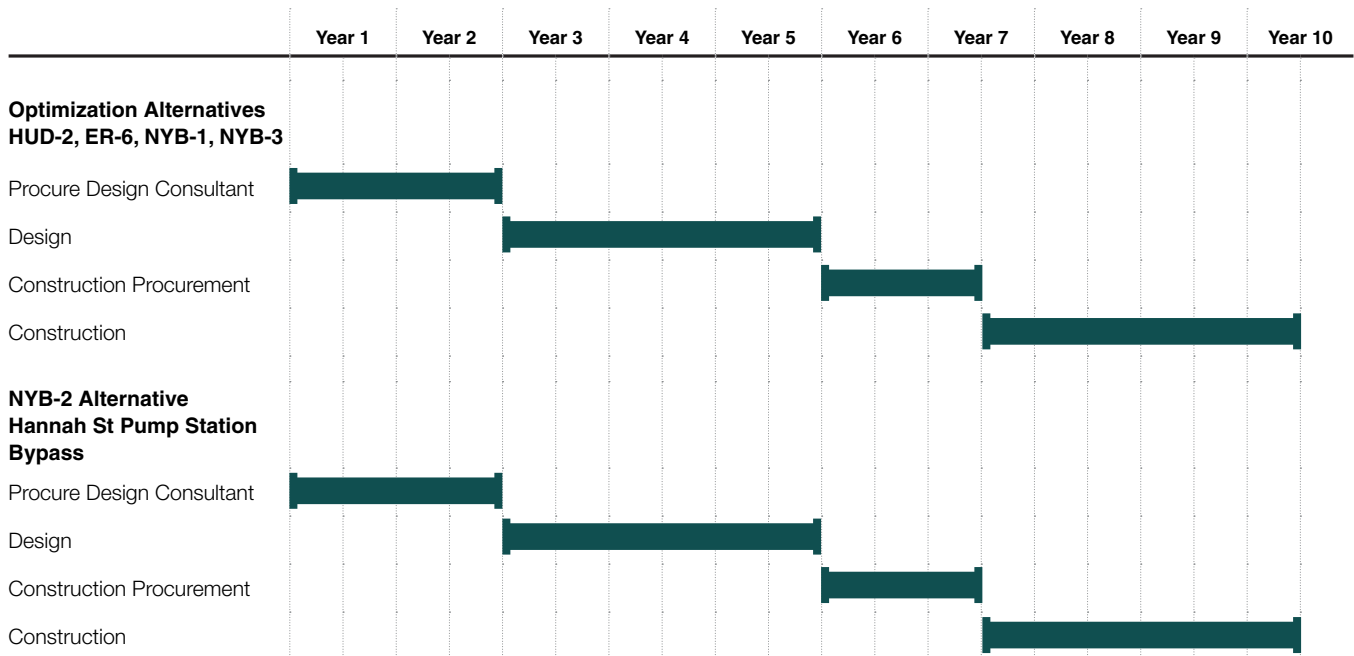 Year 1 Year 2 Year 3 Year 4 Year 5 Year 6 Year 7 Year 8 Year 9 Year 10
Optimization Alternatives
HUD-2, ER-6, NYB-1, NYB-3
Procure Design Consultant
Design
Construction Procurement
Construction
NYB-2 Alternative
Hannah St Pump Station
Bypass
Procure Design Consultant
Design
Construction Procurement
Construction